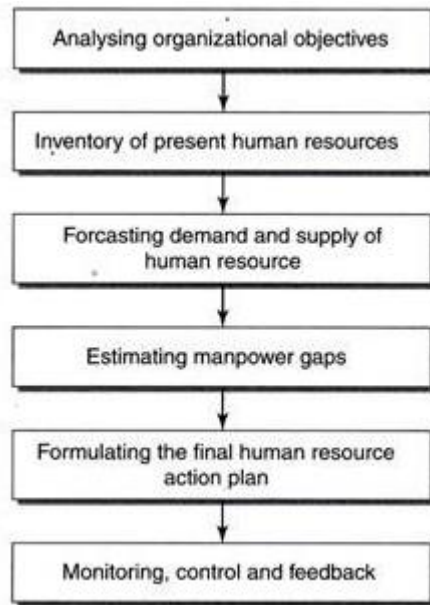 Analysing organizational objectives
Inventory of present human resources
Forcasting demand and supply of
human resource
Estimating manpower gaps
Formulating the final human resource
action plan
Monitoring, control and feedback